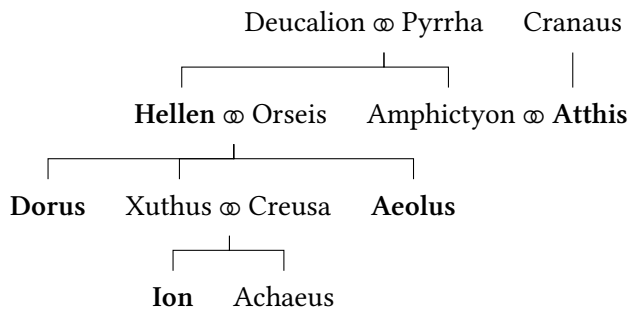 Deucalion ⚭ Pyrrha Cranaus
Hellen ⚭ Orseis Amphictyon ⚭ Atthis
Dorus Xuthus ⚭ Creusa Aeolus
Ion Achaeus